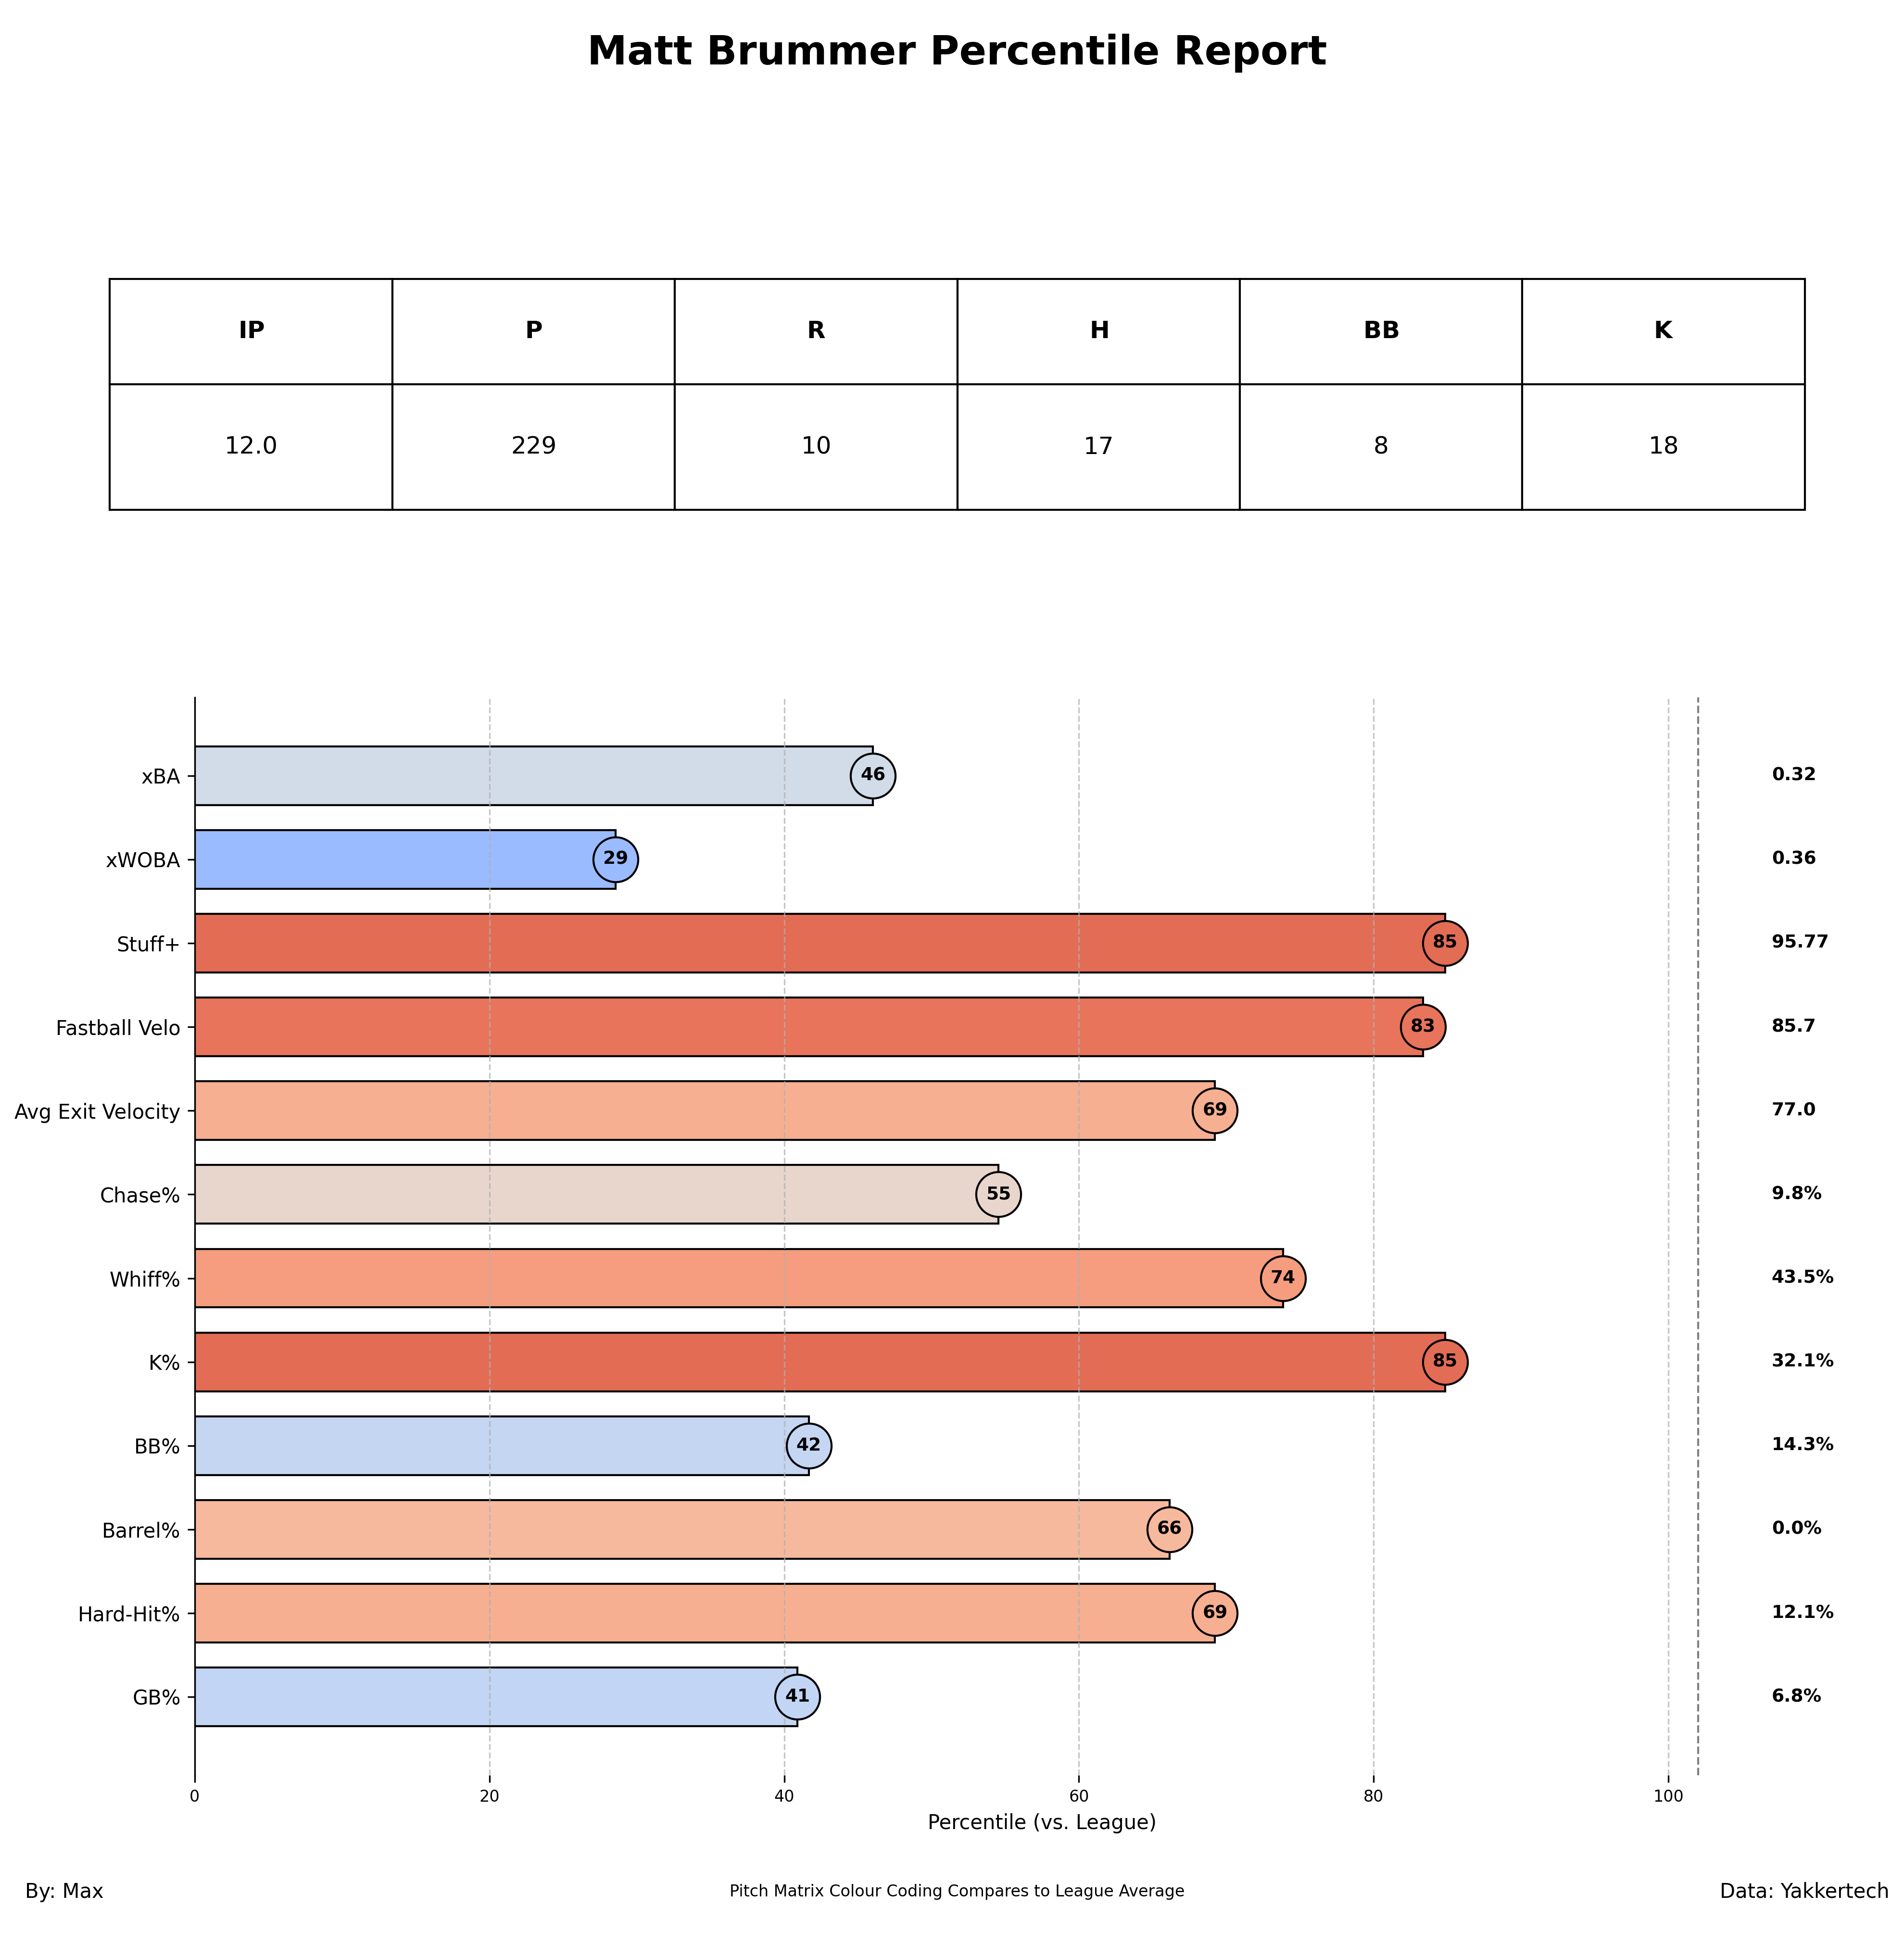 Matt Brummer Percentile Report
IP P R H BB K
12.0 229 10 17 8 18
xBA 46 0.32
xWOBA 29 0.36
Stuff+ 85 95.77
Fastball Velo 83 85.7
Avg Exit Velocity 69 77.0
Chase% 55 9.8%
Whiff% 74 43.5%
K% 85 32.1%
BB% 42 14.3%
Barrel% 66 0.0%
Hard-Hit% 69 12.1%
GB% 41 6.8%
0 20 40 60 80 100
Percentile (vs. League)
By: Max Pitch Matrix Colour Coding Compares to League Average Data: Yakkertech